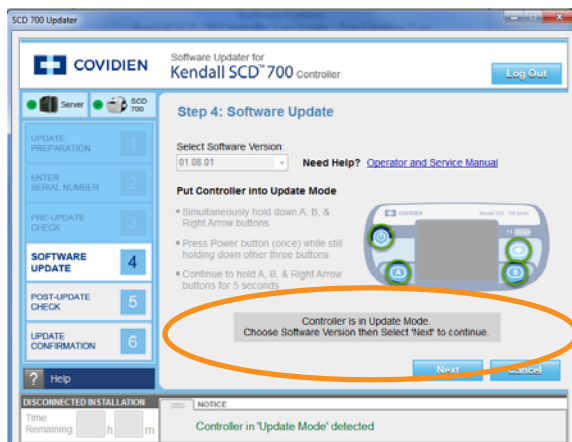 SCD 700 Updater
COVIDIEN
Software Updater for
Kendall SCD™ 700 Controller
Log Out
Server
SCD
700
Step 4: Software Update
UPDATE
PREPARATION
1
ENTER
SERIAL NUMBER
2
PRE-UPDATE
CHECK
3
SOFTWARE
UPDATE
4
POST-UPDATE
CHECK
5
UPDATE
CONFIRMATION
6
? Help
Select Software Version:
01.08.01
Need Help? Operator and Service Manual
Put Controller into Update Mode
Simultaneously hold down A, B, &
Right Arrow buttons
Press Power button (once) while still
holding down other three buttons
Continue to hold A, B, & Right Arrow
buttons for 5 seconds
COVIDIEN
Kendall SCD 700 Series
A
B
Controller is in Update Mode.
Choose Software Version then Select 'Next' to continue.
Next
Cancel
DISCONNECTED INSTALLATION
Time
Remaining:
h
m
NOTICE
Controller in 'Update Mode' detected